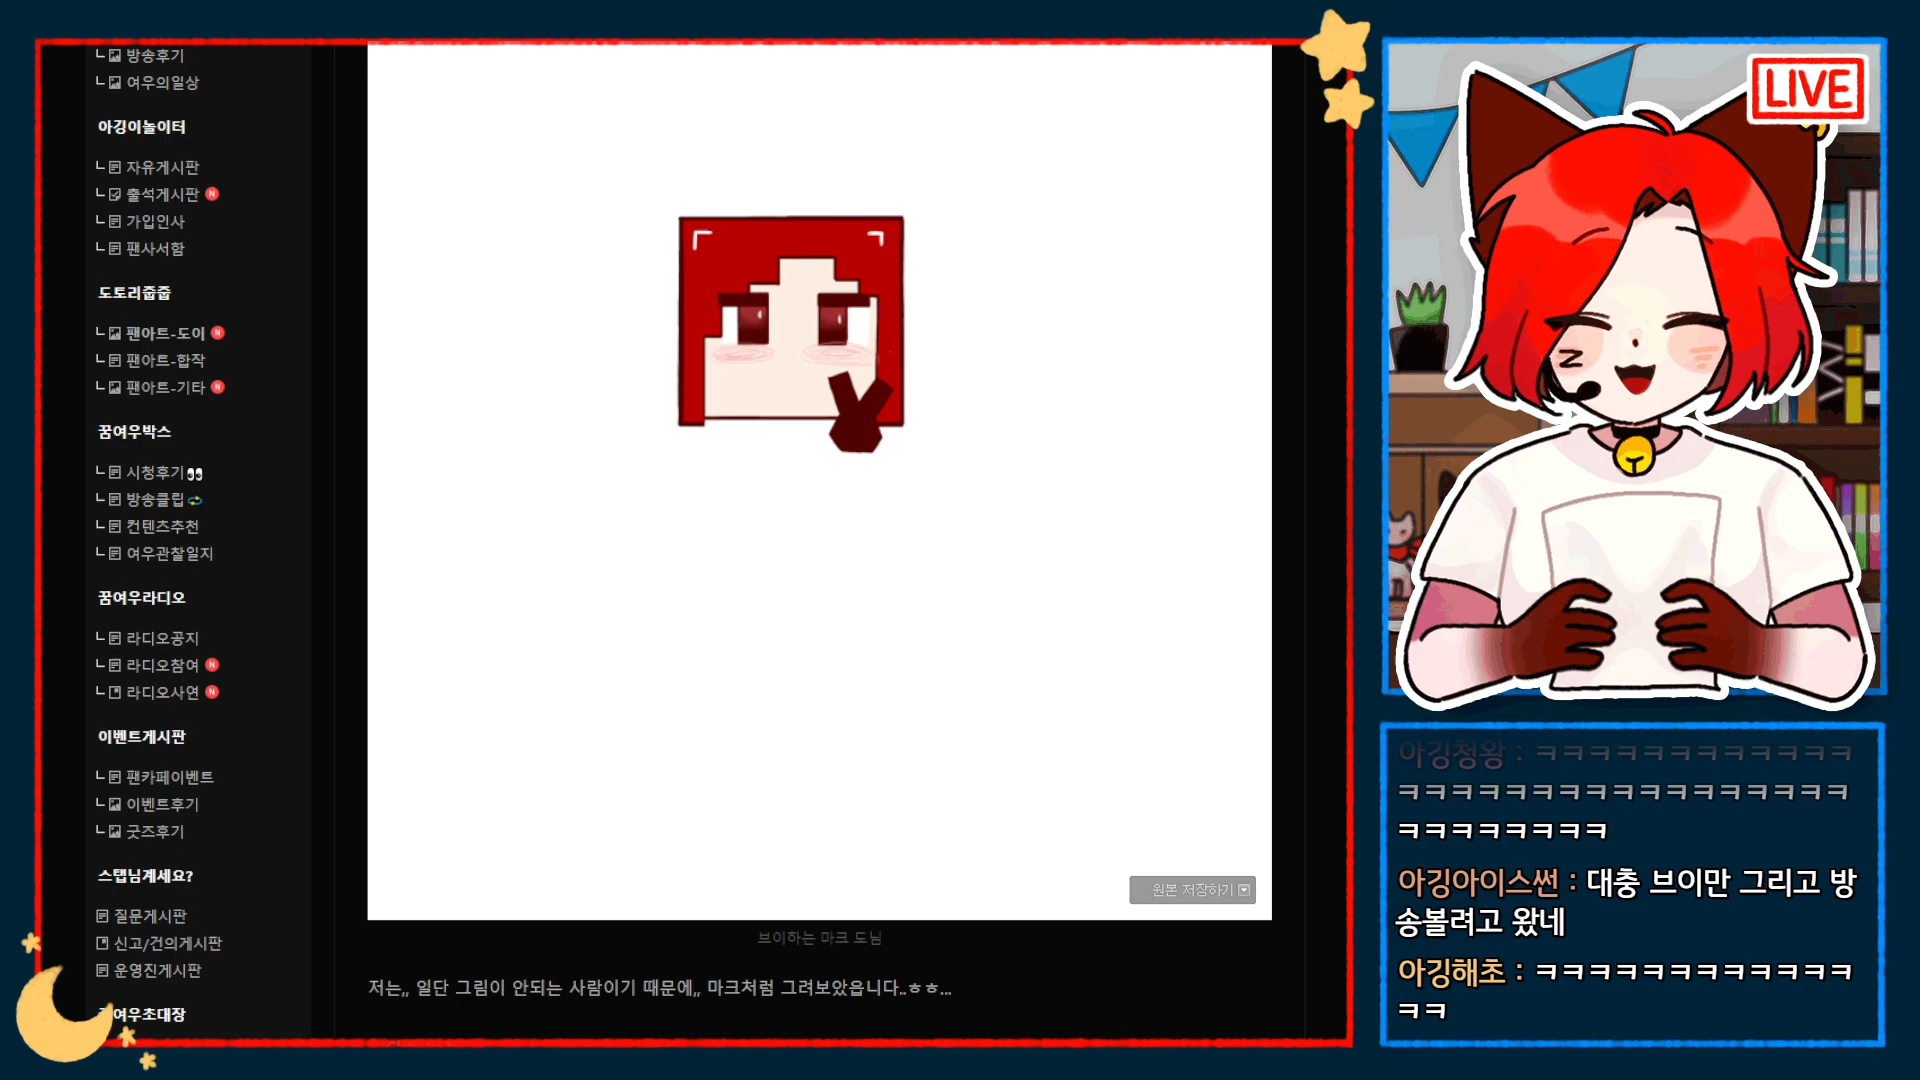 방송후기
여우의일상
아깅이놀이터
자유게시판
출석게시판 N
가입인사
팬사서함
도토리줍줍
팬아트-도이 N
팬아트-합작
팬아트-기타 N
꿈여우박스
시청후기
방송클립
컨텐츠추천
여우관찰일지
꿈여우라디오
라디오공지
라디오참여 N
라디오사연 N
이벤트게시판
팬카페이벤트
이벤트후기
굿즈후기
스탭님계세요?
질문게시판
신고/건의게시판
운영진게시판
여우초대장
원본 저장하기
브이하는 마크 도님
저는,, 일단 그림이 안되는 사람이기 때문에,, 마크처럼 그려보았읍니다..ㅎㅎ...
LIVE
아깅청왕 : ㅋㅋㅋㅋㅋㅋㅋㅋㅋㅋㅋㅋ
ㅋㅋㅋㅋㅋㅋㅋㅋㅋㅋㅋㅋㅋㅋㅋㅋㅋ
ㅋㅋㅋㅋㅋㅋㅋㅋ
아깅아이스썬 : 대충 브이만 그리고 방
송볼려고 왔네
아깅해초 : ㅋㅋㅋㅋㅋㅋㅋㅋㅋㅋㅋㅋ
ㅋㅋ